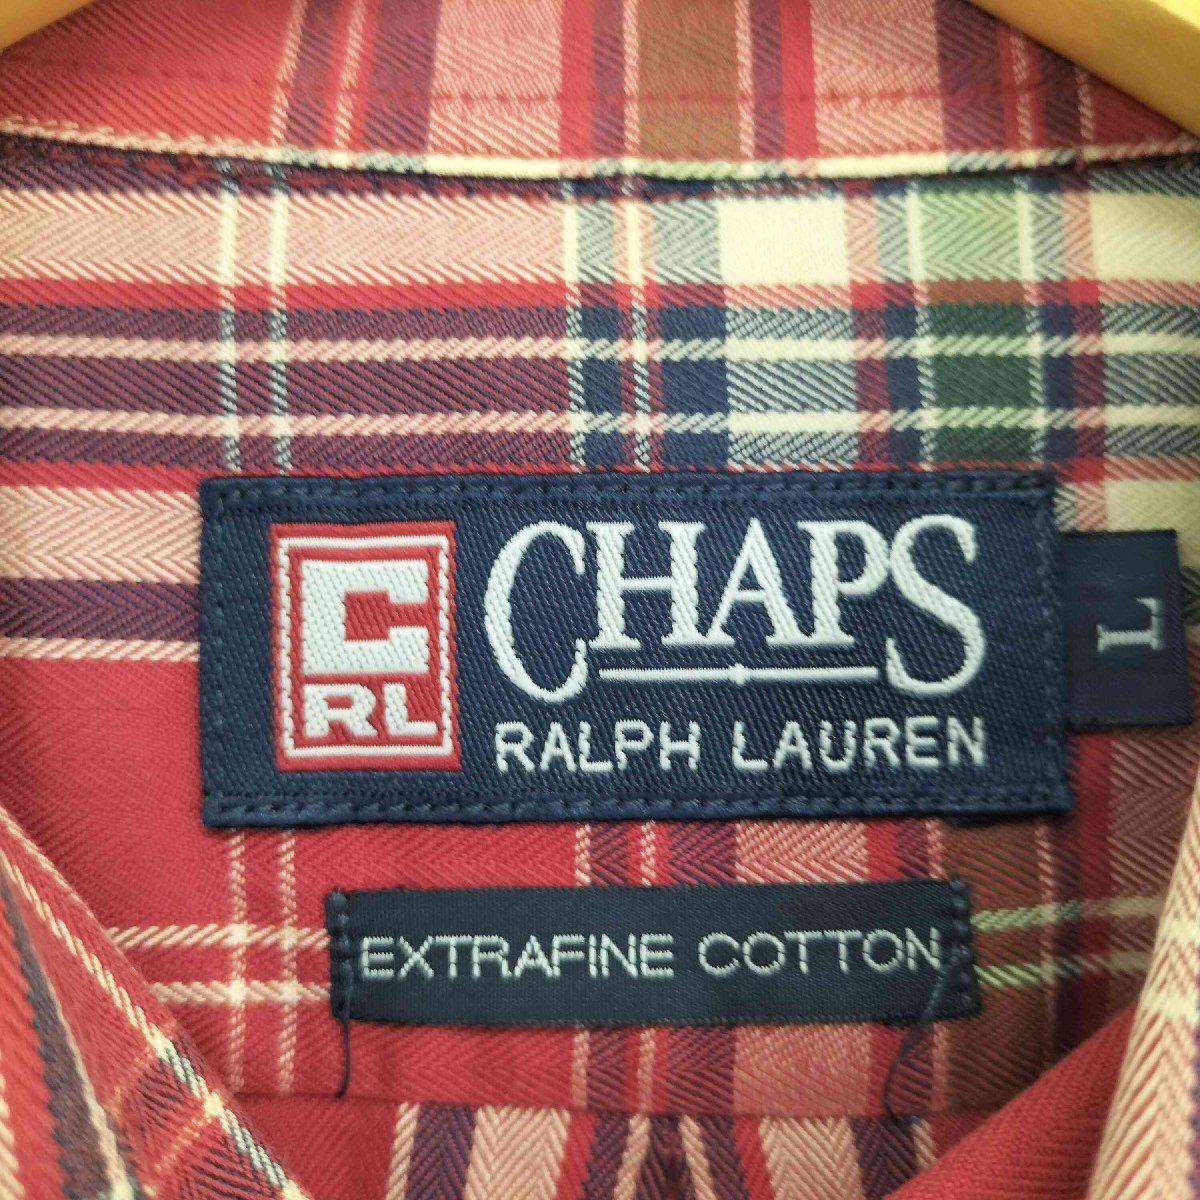 C
RL
CHAPS
RALPH LAUREN
L
EXTRAFINE COTTON